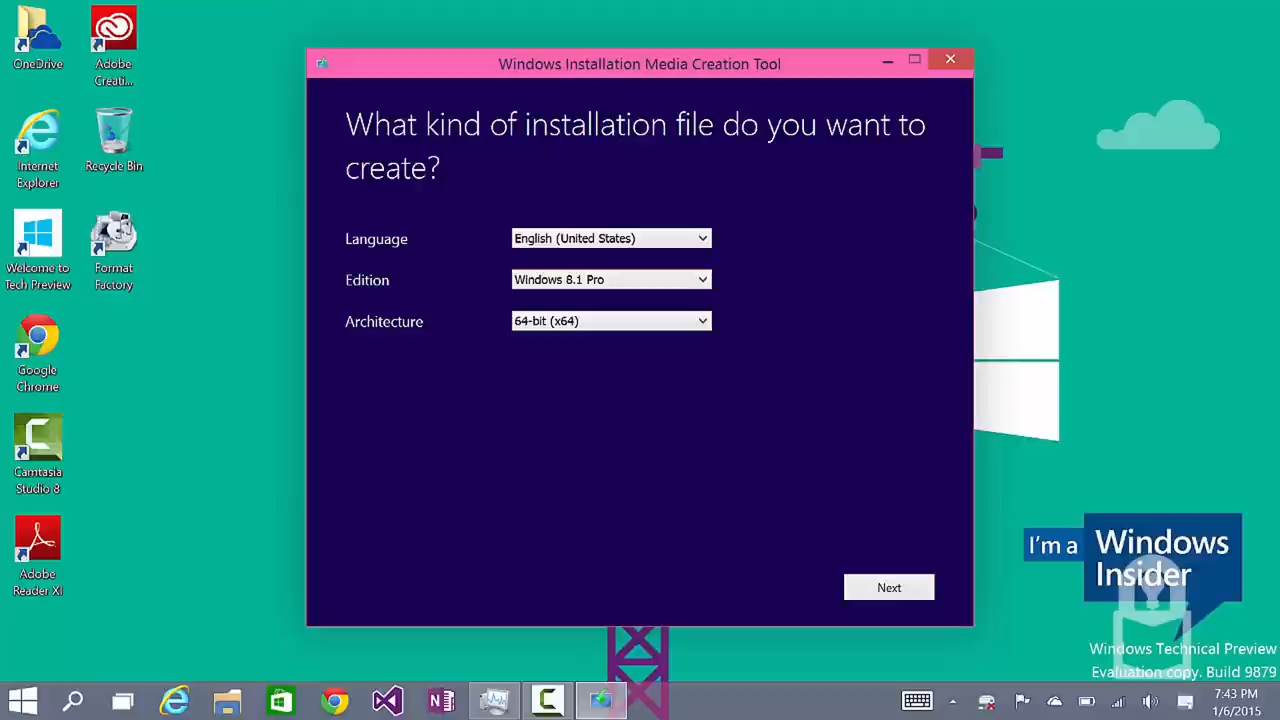 OneDrive
Adobe
Creati...
Internet
Explorer
Recycle Bin
Welcome to
Tech Preview
Format
Factory
Google
Chrome
Camtasia
Studio 8
Adobe
Reader XI
Windows Installation Media Creation Tool
What kind of installation file do you want to
create?
Language
English (United States)
Edition
Windows 8.1 Pro
Architecture
64-bit (x64)
Next
I'm a
Windows
Insider
Windows Technical Preview
Evaluation copy. Build 9879
7:43 PM
1/6/2015